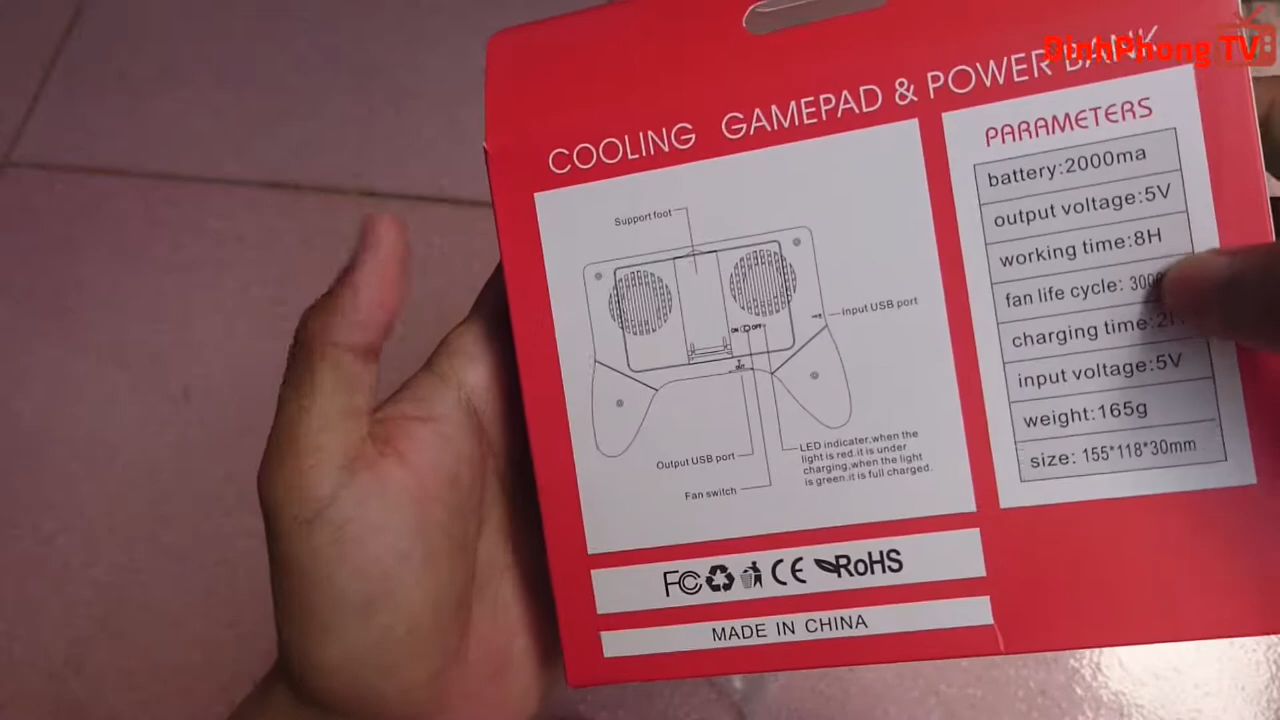 DinhPhong TV
COOLING GAMEPAD & POWER BANK
Support foot
Input USB port
ON OFF
OUT
Output USB port
Fan switch
LED indicater,when the
light is red.it is under
charging,when the light
is green.it is full charged.
PARAMETERS
battery:2000ma
output voltage:5V
working time:8H
fan life cycle:
charging time:
input voltage:5V
weight:165g
size: 155*118*30mm
FC CE RoHS
MADE IN CHINA